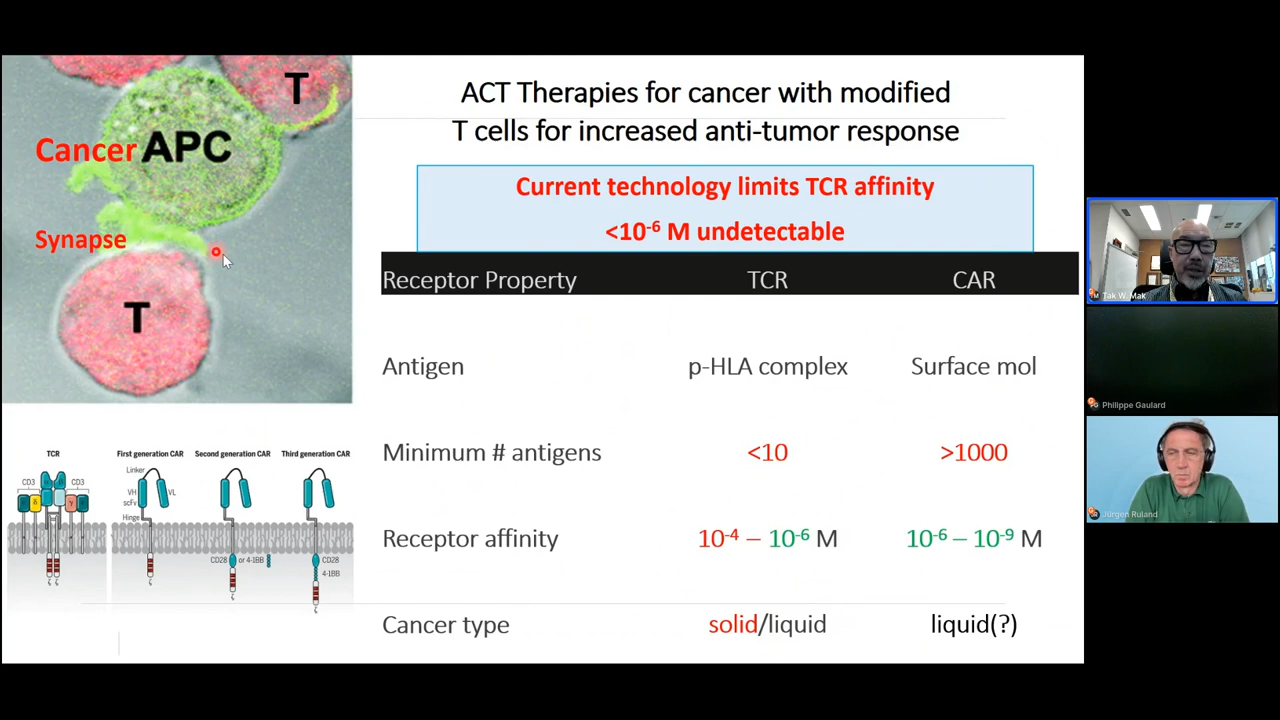 T
APC
Cancer
Synapse
T
ACT Therapies for cancer with modified
T cells for increased anti-tumor response
Current technology limits TCR affinity
<10⁻⁶ M undetectable
Receptor Property TCR CAR
Antigen p-HLA complex Surface mol
Minimum # antigens <10 >1000
Receptor affinity 10⁻⁴ – 10⁻⁶ M 10⁻⁶ – 10⁻⁹ M
Cancer type solid/liquid liquid(?)
TCR First generation CAR Second generation CAR Third generation CAR
CD3 CD3
Linker
VH VL
scFv
Hinge
CD28 or 4-1BB
CD28
4-1BB
Tak W. Mak
Philippe Gaulard
Jürgen Ruland